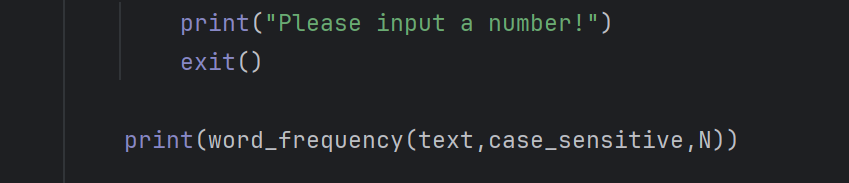 print("Please input a number!")
exit()
print(word_frequency(text,case_sensitive,N))